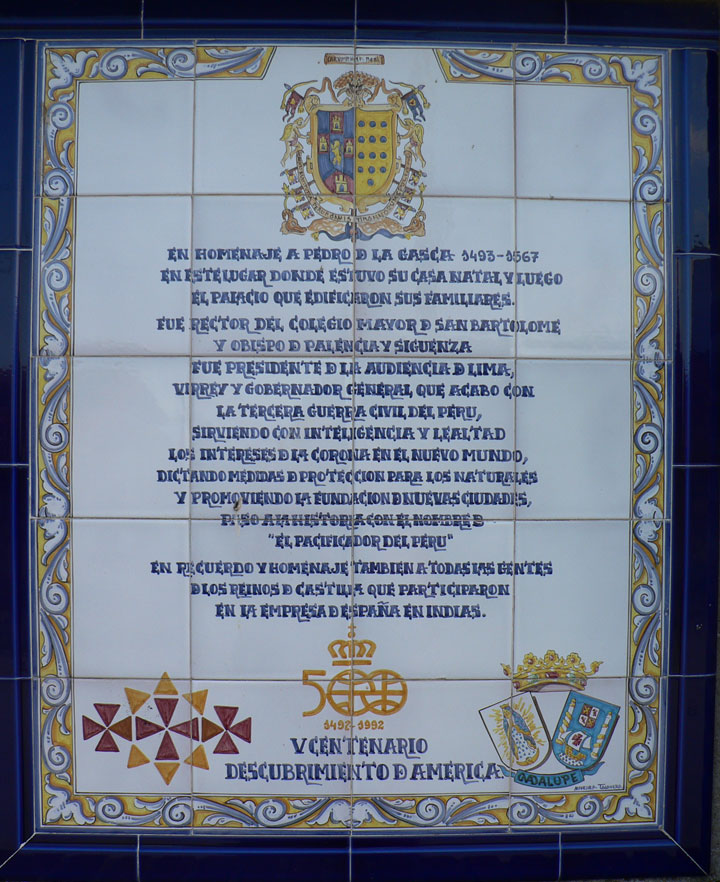 EN HOMENAJE A PEDRO D LA GASCA 1493-1567
EN ESTE LUGAR DONDE ESTUVO SU CASA NATAL Y LUEGO
EL PALACIO QUE EDIFICARON SUS FAMILIARES.
FUE RECTOR DEL COLEGIO MAYOR D SAN BARTOLOME
Y OBISPO D PALENCIA Y SIGUENZA
FUE PRESIDENTE D LA AUDIENCIA D LIMA,
VIRREY Y GOBERNADOR GENERAL QUE ACABO CON
LA TERCERA GUERRA CIVIL DEL PERU,
SIRVIENDO CON INTELIGENCIA Y LEALTAD
LOS INTERESES D LA CORONA EN EL NUEVO MUNDO,
DICTANDO MEDIDAS D PROTECCION PARA LOS NATURALES
Y PROMOVIENDO LA FUNDACION D NUEVAS CIUDADES,
PASO A LA HISTORIA CON EL NOMBRE D
"EL PACIFICADOR DEL PERU"
EN RECUERDO Y HOMENAJE TAMBIEN A TODAS LAS GENTES
D LOS REINOS D CASTILLA QUE PARTICIPARON
EN LA EMPRESA D ESPAÑA EN INDIAS.
500
1492-1992
V CENTENARIO
DESCUBRIMIENTO D AMERICA
GUADALUPE